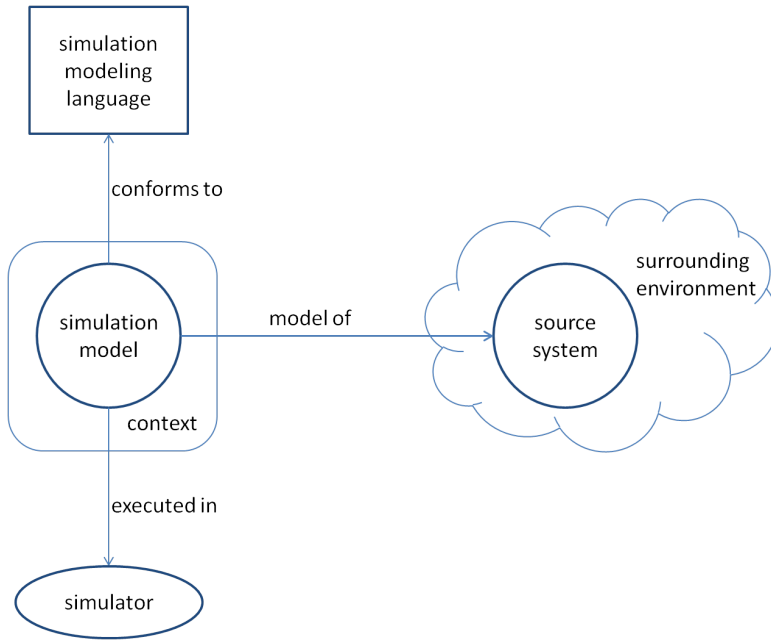 simulation
modeling
language
conforms to
surrounding
environment
simulation
model
model of
source
system
context
executed in
simulator